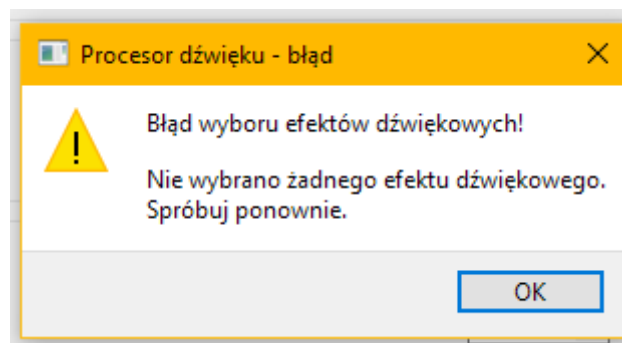 Procesor dźwięku - błąd
Błąd wyboru efektów dźwiękowych!
Nie wybrano żadnego efektu dźwiękowego.
Spróbuj ponownie.
OK